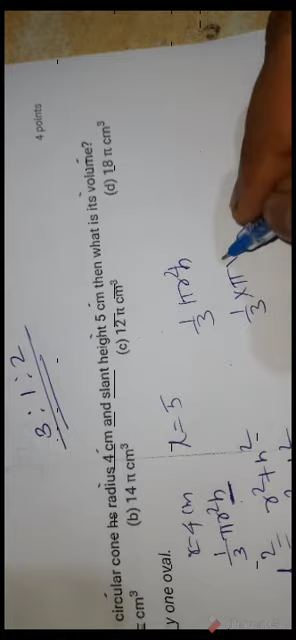 3 : 1 : 2
4 points
circular cone hs radius 4 cm and slant height 5 cm then what is its volume?
cm³ (b) 14 π cm³ (c) 12 π cm³ (d) 18 π cm³
y one oval.
r=4 cm l=5 1/3 πr²h
1/3 πr²h 1/3 × π
l² = r² + h²